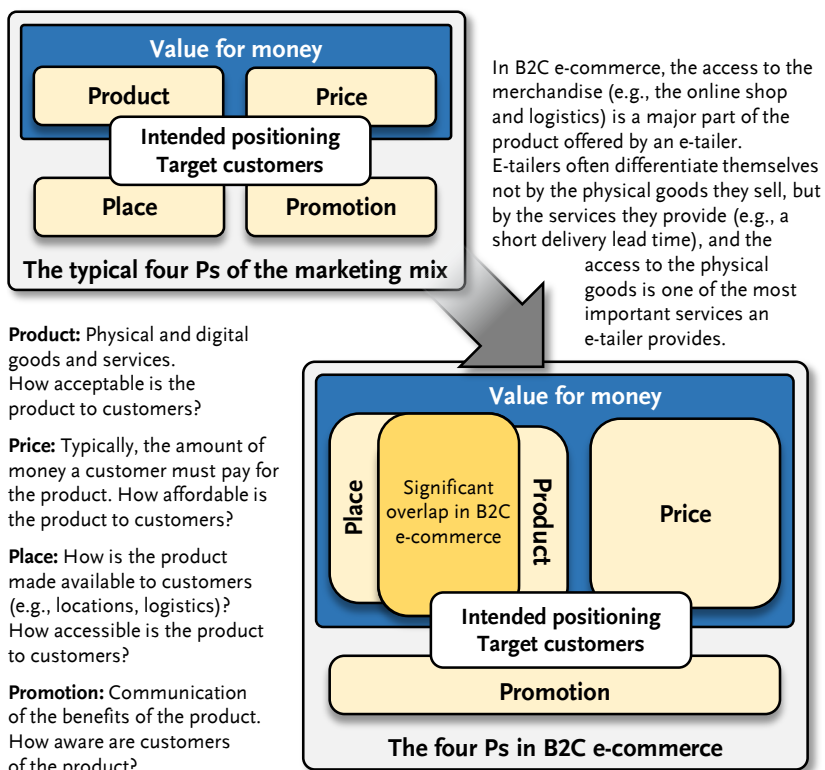 Value for money
Product
Price
Intended positioning
Target customers
Place
Promotion
The typical four Ps of the marketing mix
In B2C e-commerce, the access to the
merchandise (e.g., the online shop
and logistics) is a major part of the
product offered by an e-tailer.
E-tailers often differentiate themselves
not by the physical goods they sell, but
by the services they provide (e.g., a
short delivery lead time), and the
access to the physical
goods is one of the most
important services an
e-tailer provides.
Product: Physical and digital
goods and services.
How acceptable is the
product to customers?
Price: Typically, the amount of
money a customer must pay for
the product. How affordable is
the product to customers?
Place: How is the product
made available to customers
(e.g., locations, logistics)?
How accessible is the product
to customers?
Promotion: Communication
of the benefits of the product.
How aware are customers
of the product?
Value for money
Place
Significant
overlap in B2C
e-commerce
Product
Price
Intended positioning
Target customers
Promotion
The four Ps in B2C e-commerce